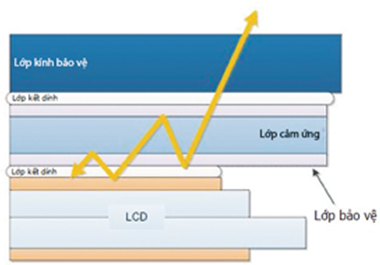 Lớp kính bảo vệ
Lớp kết dính
Lớp cảm ứng
Lớp kết dính
LCD
Lớp bảo vệ